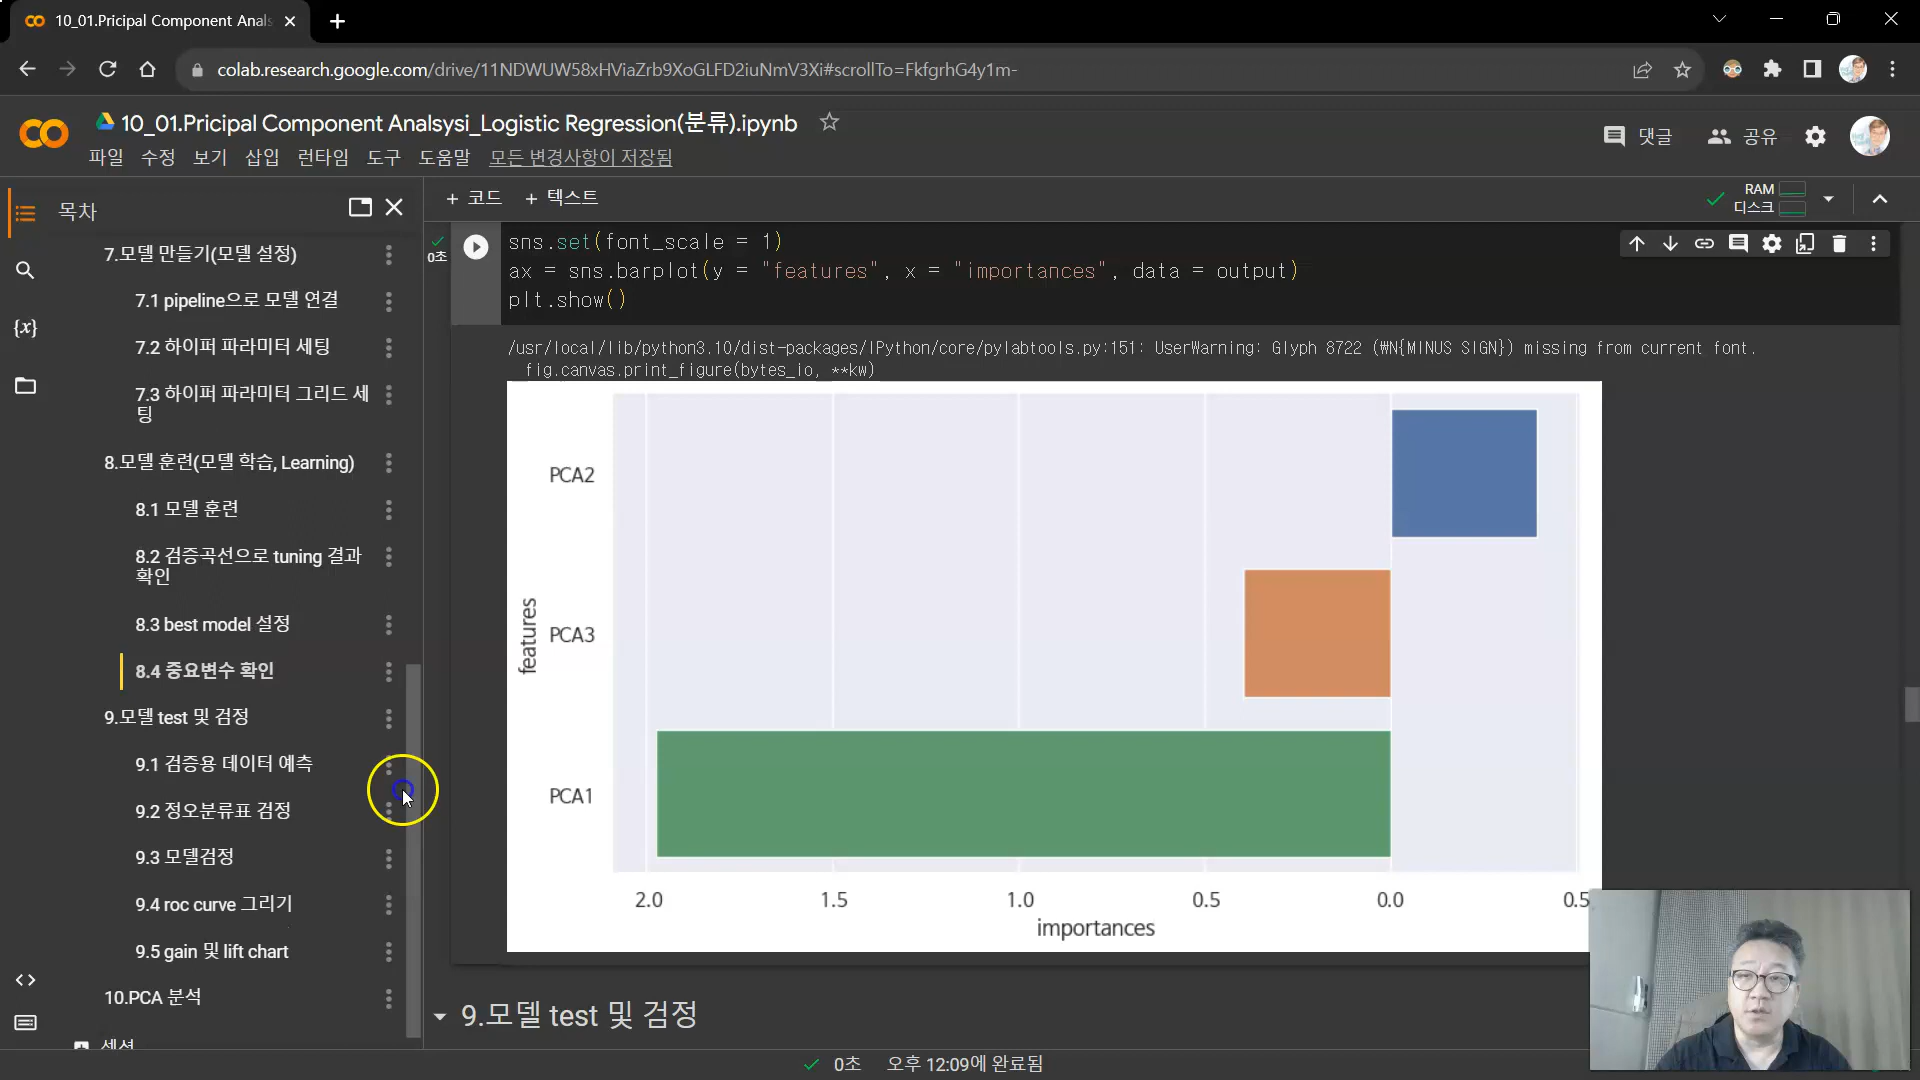 10_01.Pricipal Component Anals
colab.research.google.com/drive/11NDWUW58xHViaZrb9XoGLFD2iuNmV3Xi#scrollTo=FkfgrhG4y1m-
10_01.Pricipal Component Analsysi_Logistic Regression(분류).ipynb
댓글
공유
파일 수정 보기 삽입 런타임 도구 도움말 모든 변경사항이 저장됨
목차
+ 코드 + 텍스트
RAM
디스크
7.모델 만들기(모델 설정)
7.1 pipeline으로 모델 연결
{x}
7.2 하이퍼 파라미터 세팅
7.3 하이퍼 파라미터 그리드 세
팅
8.모델 훈련(모델 학습, Learning)
8.1 모델 훈련
8.2 검증곡선으로 tuning 결과
확인
8.3 best model 설정
8.4 중요변수 확인
9.모델 test 및 검정
9.1 검증용 데이터 예측
9.2 정오분류표 검정
9.3 모델검정
9.4 roc curve 그리기
9.5 gain 및 lift chart
10.PCA 분석
섹션
0초
sns.set(font_scale = 1)
ax = sns.barplot(y = "features", x = "importances", data = output)
plt.show()
/usr/local/lib/python3.10/dist-packages/IPython/core/pylabtools.py:151: UserWarning: Glyph 8722 (₩N{MINUS SIGN}) missing from current font.
fig.canvas.print_figure(bytes_io, **kw)
PCA2
PCA3
PCA1
features
2.0 1.5 1.0 0.5 0.0 0.5
importances
9.모델 test 및 검정
0초 오후 12:09에 완료됨